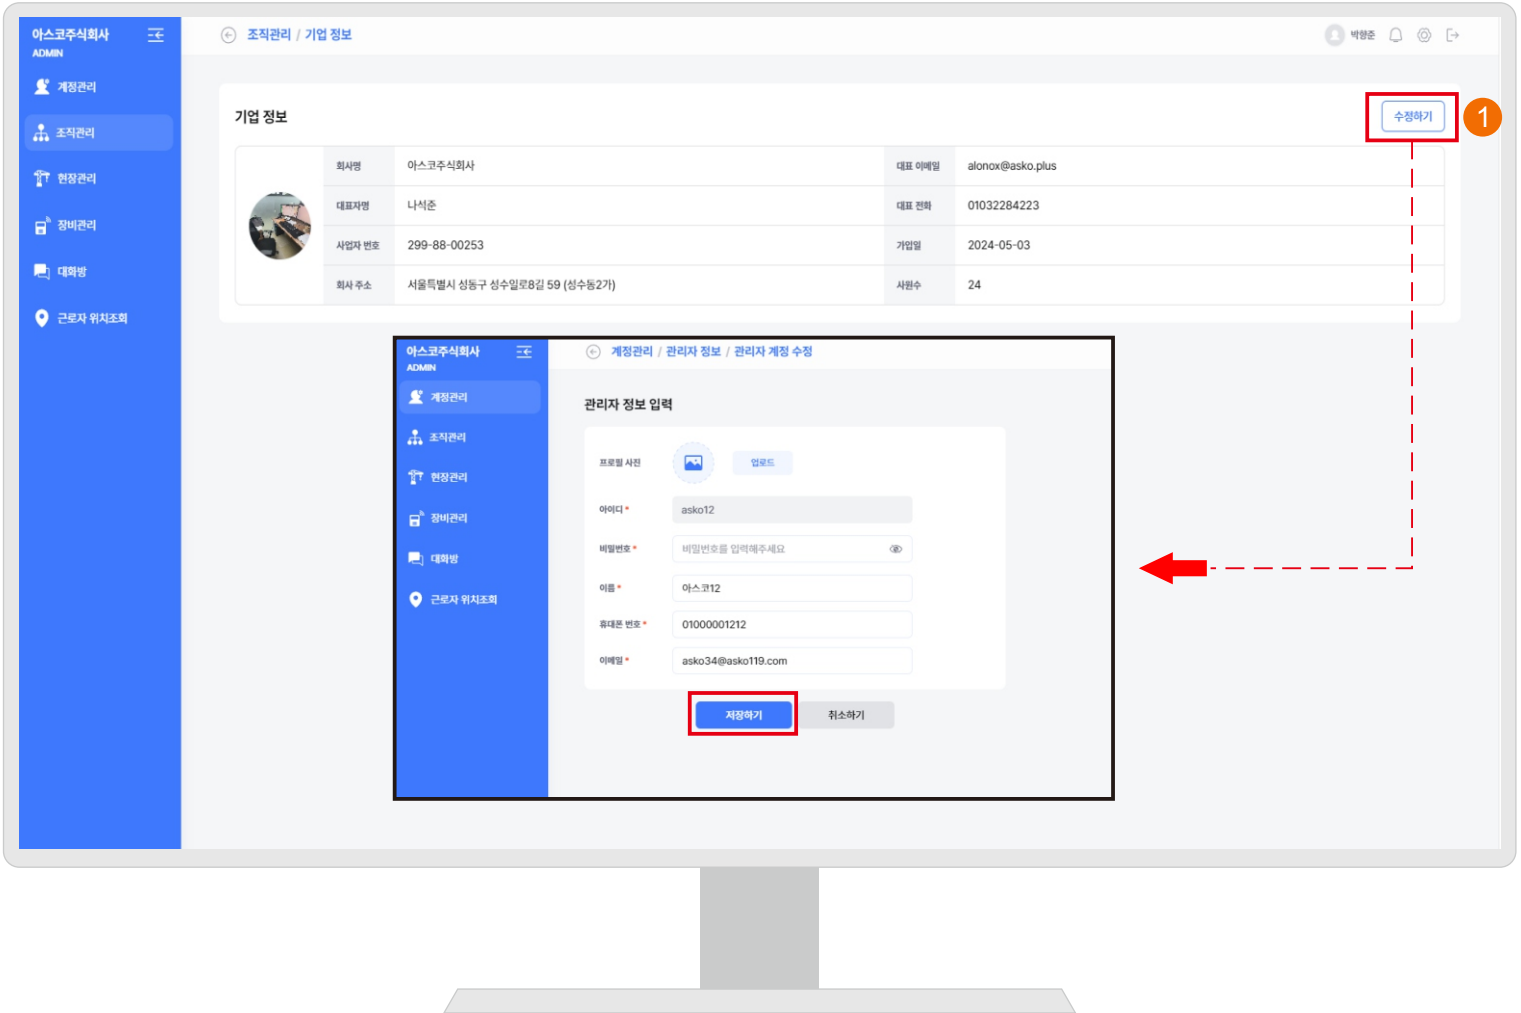 아스코주식회사
ADMIN
계정관리
조직관리
현장관리
장비관리
대화방
근로자 위치조회
조직관리 / 기업 정보
박향준
기업 정보
수정하기
1
회사명 아스코주식회사 대표 이메일 alonox@asko.plus
대표자명 나석준 대표 전화 01032284223
사업자 번호 299-88-00253 가입일 2024-05-03
회사 주소 서울특별시 성동구 성수일로8길 59 (성수동2가) 사원수 24
아스코주식회사
ADMIN
계정관리
조직관리
현장관리
장비관리
대화방
근로자 위치조회
계정관리 / 관리자 정보 / 관리자 계정 수정
관리자 정보 입력
프로필 사진 업로드
아이디 * asko12
비밀번호 * 비밀번호를 입력해주세요
이름 * 아스코12
휴대폰 번호 * 01000001212
이메일 * asko34@asko119.com
저장하기 취소하기